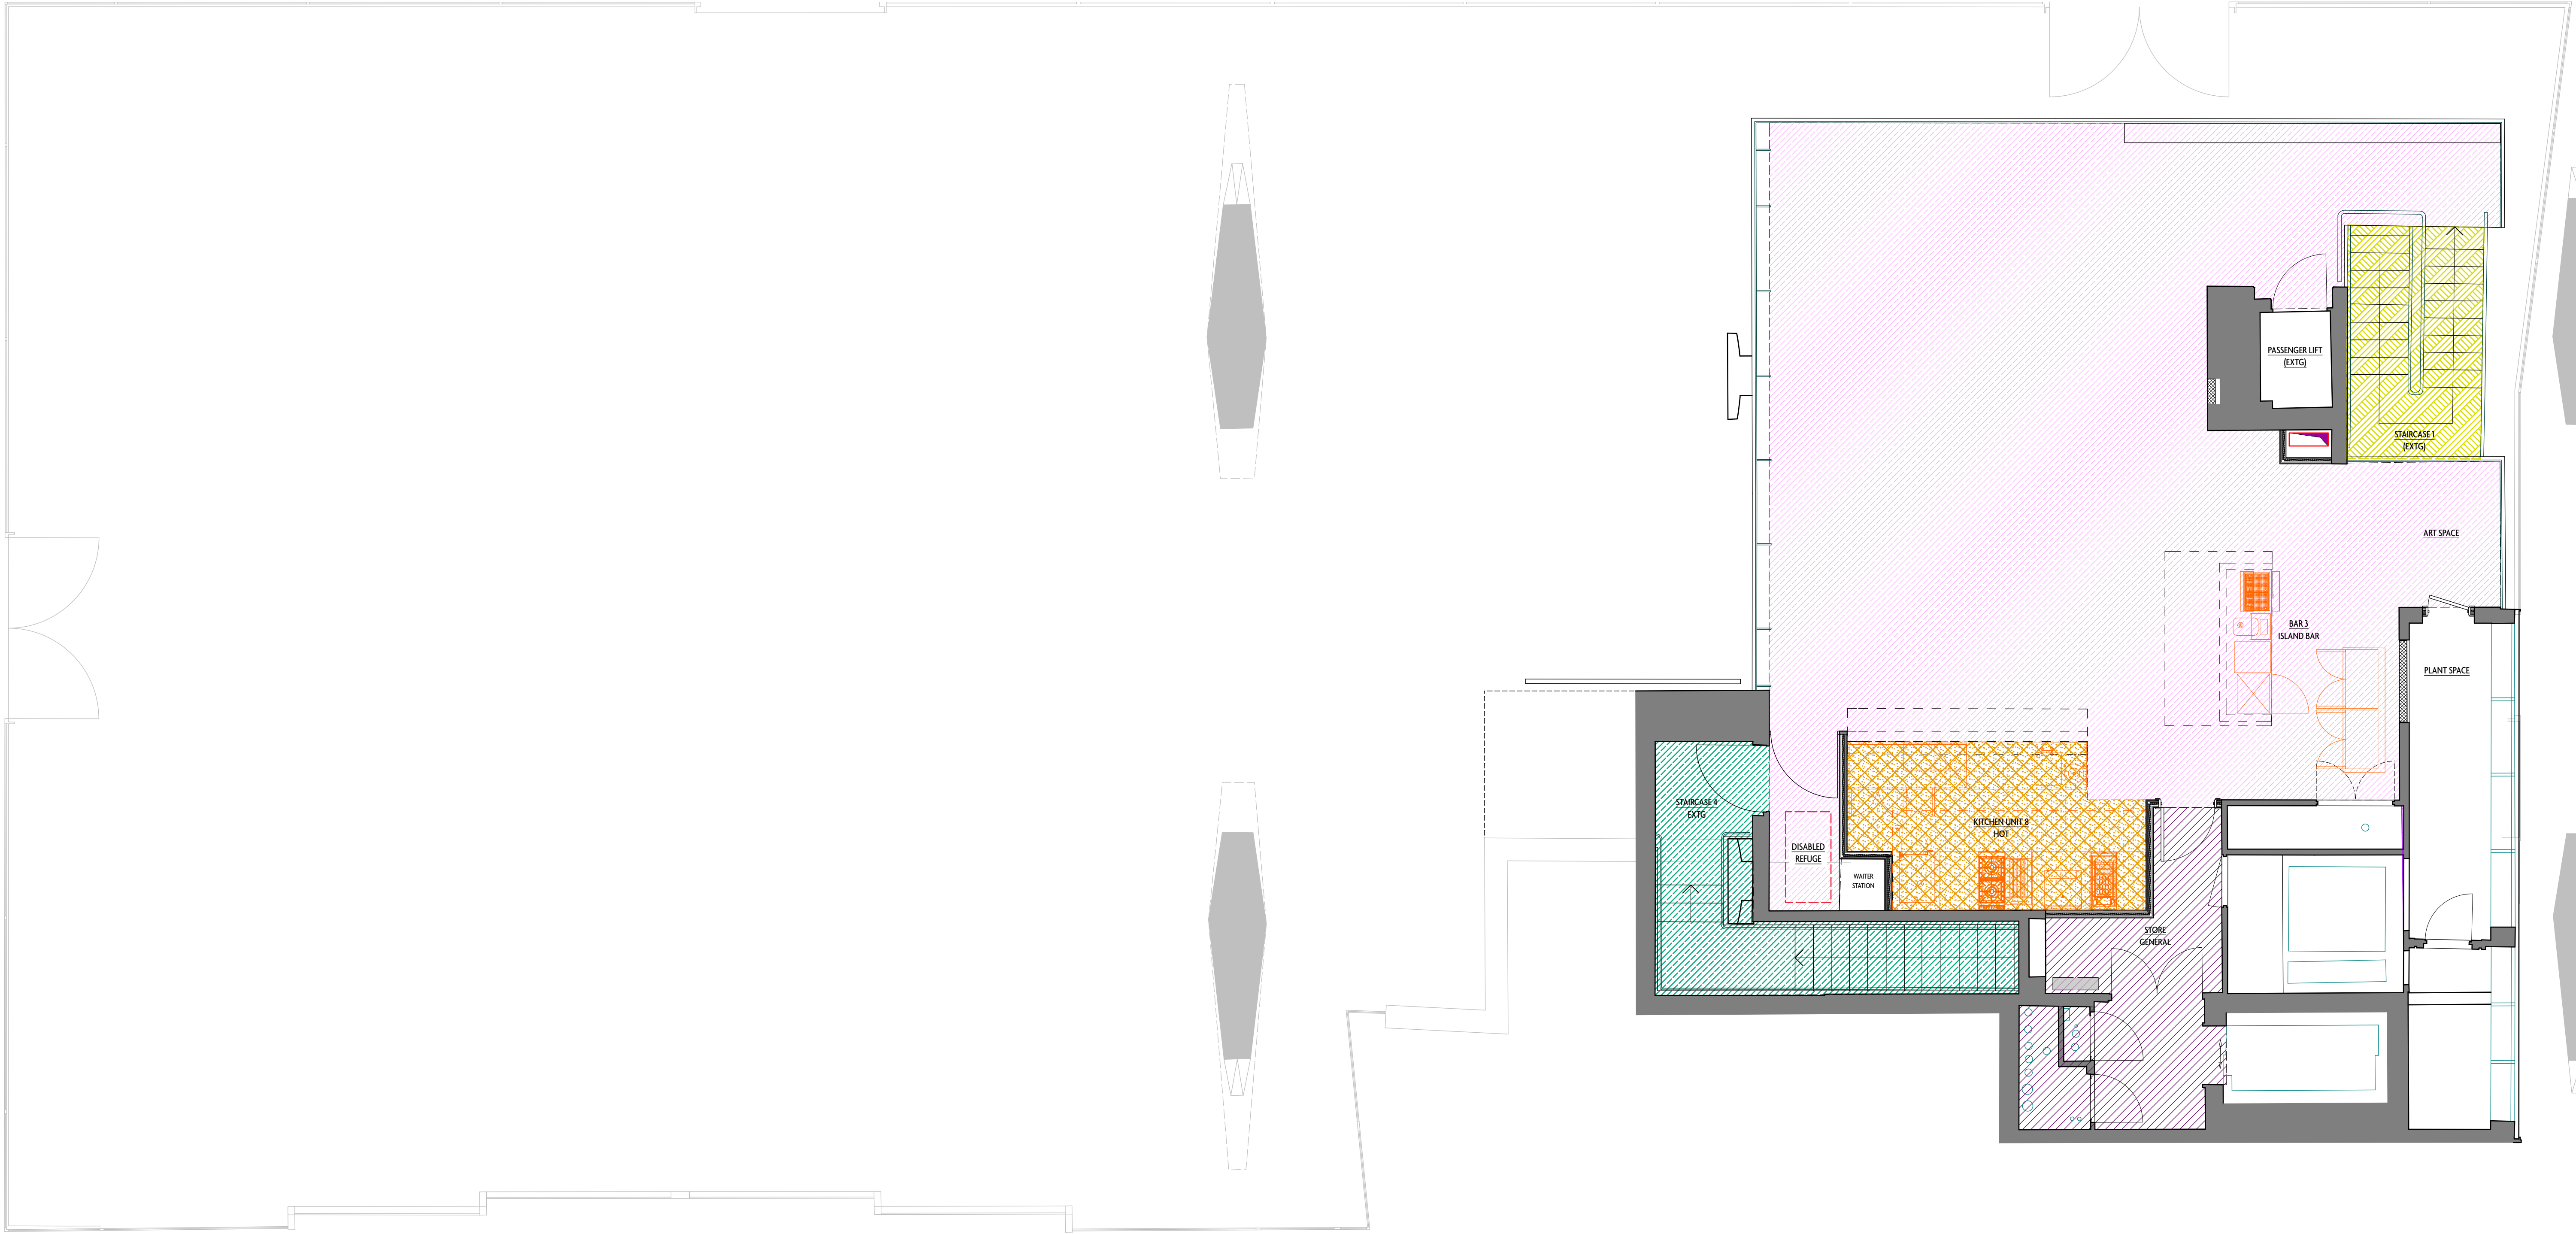 PASSENGER LIFT
(EXTG)
STAIRCASE 1
(EXTG)
ART SPACE
BAR 3
ISLAND BAR
PLANT SPACE
STAIRCASE 4
EXTG
KITCHEN UNIT 8
HOT
DISABLED
REFUGE
WAITER
STATION
STORE
GENERAL